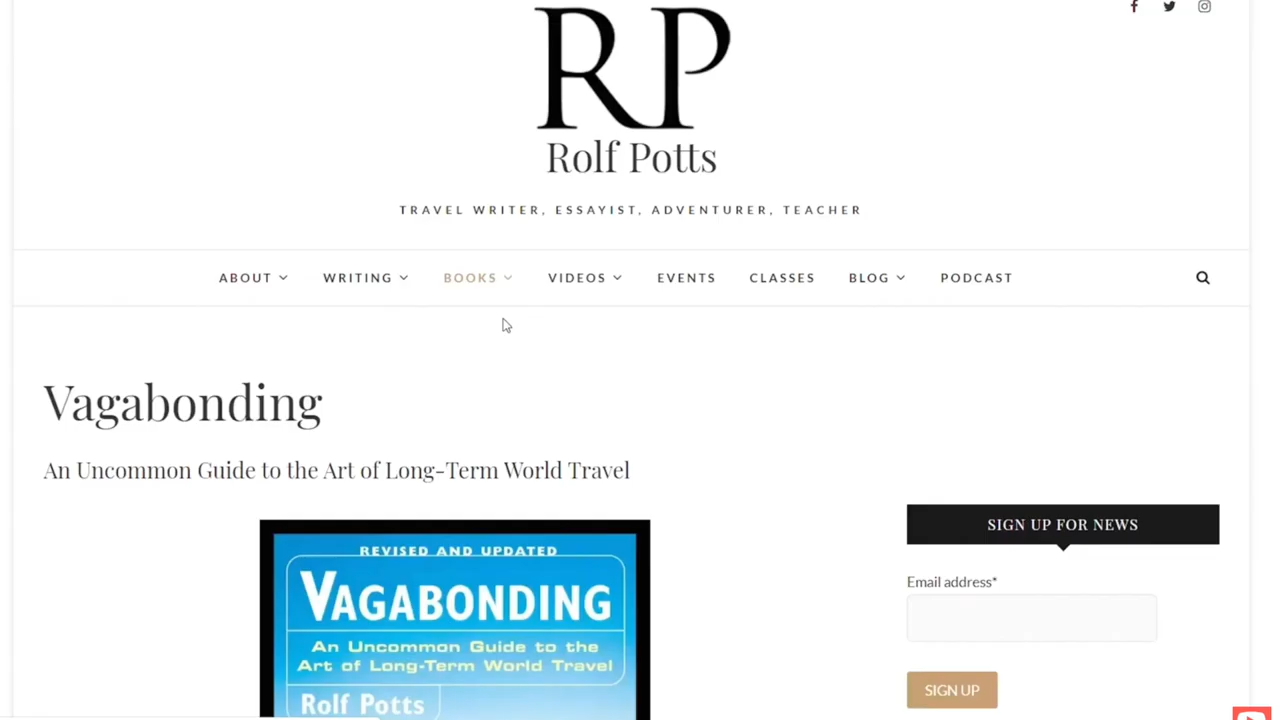 RP
Rolf Potts
TRAVEL WRITER, ESSAYIST, ADVENTURER, TEACHER
ABOUT WRITING BOOKS VIDEOS EVENTS CLASSES BLOG PODCAST
Vagabonding
An Uncommon Guide to the Art of Long-Term World Travel
REVISED AND UPDATED
VAGABONDING
An Uncommon Guide to the
Art of Long-Term World Travel
Rolf Potts
SIGN UP FOR NEWS
Email address*
SIGN UP